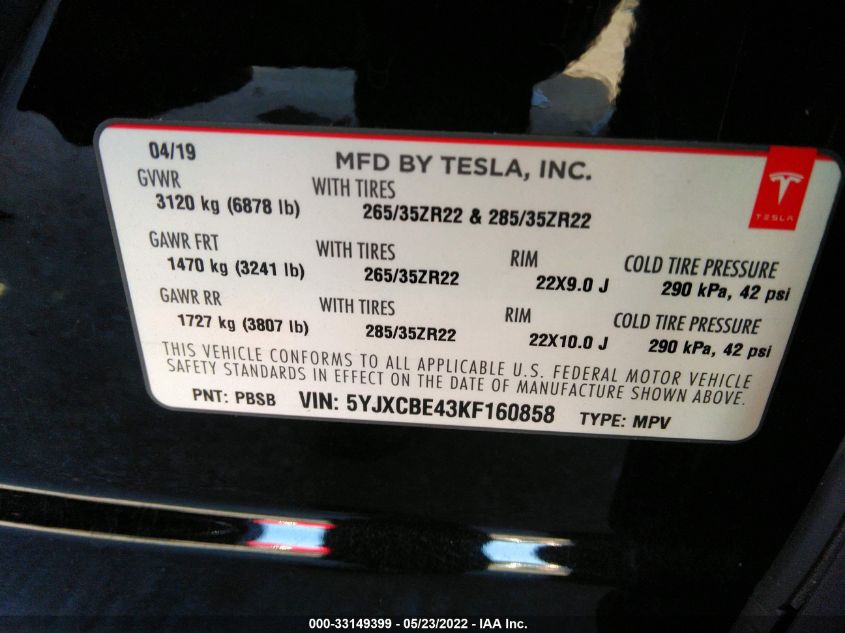 04/19
MFD BY TESLA, INC.
TESLA
GVWR
3120 kg (6878 lb)
WITH TIRES
265/35ZR22 & 285/35ZR22
GAWR FRT
1470 kg (3241 lb)
WITH TIRES
265/35ZR22
RIM
22X9.0 J
COLD TIRE PRESSURE
290 kPa, 42 psi
GAWR RR
1727 kg (3807 lb)
WITH TIRES
285/35ZR22
RIM
22X10.0 J
COLD TIRE PRESSURE
290 kPa, 42 psi
THIS VEHICLE CONFORMS TO ALL APPLICABLE U.S. FEDERAL MOTOR VEHICLE
SAFETY STANDARDS IN EFFECT ON THE DATE OF MANUFACTURE SHOWN ABOVE.
PNT: PBSB VIN: 5YJXCBE43KF160858 TYPE: MPV
000-33149399 - 05/23/2022 - IAA Inc.